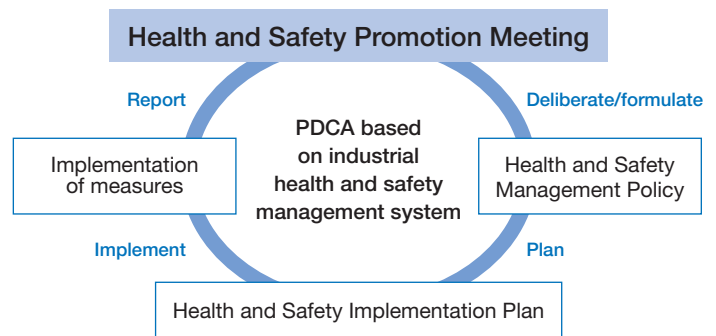 Health and Safety Promotion Meeting
Report
Deliberate/formulate
PDCA based
on industrial
health and safety
management system
Implementation
of measures
Health and Safety
Management Policy
Implement
Plan
Health and Safety Implementation Plan